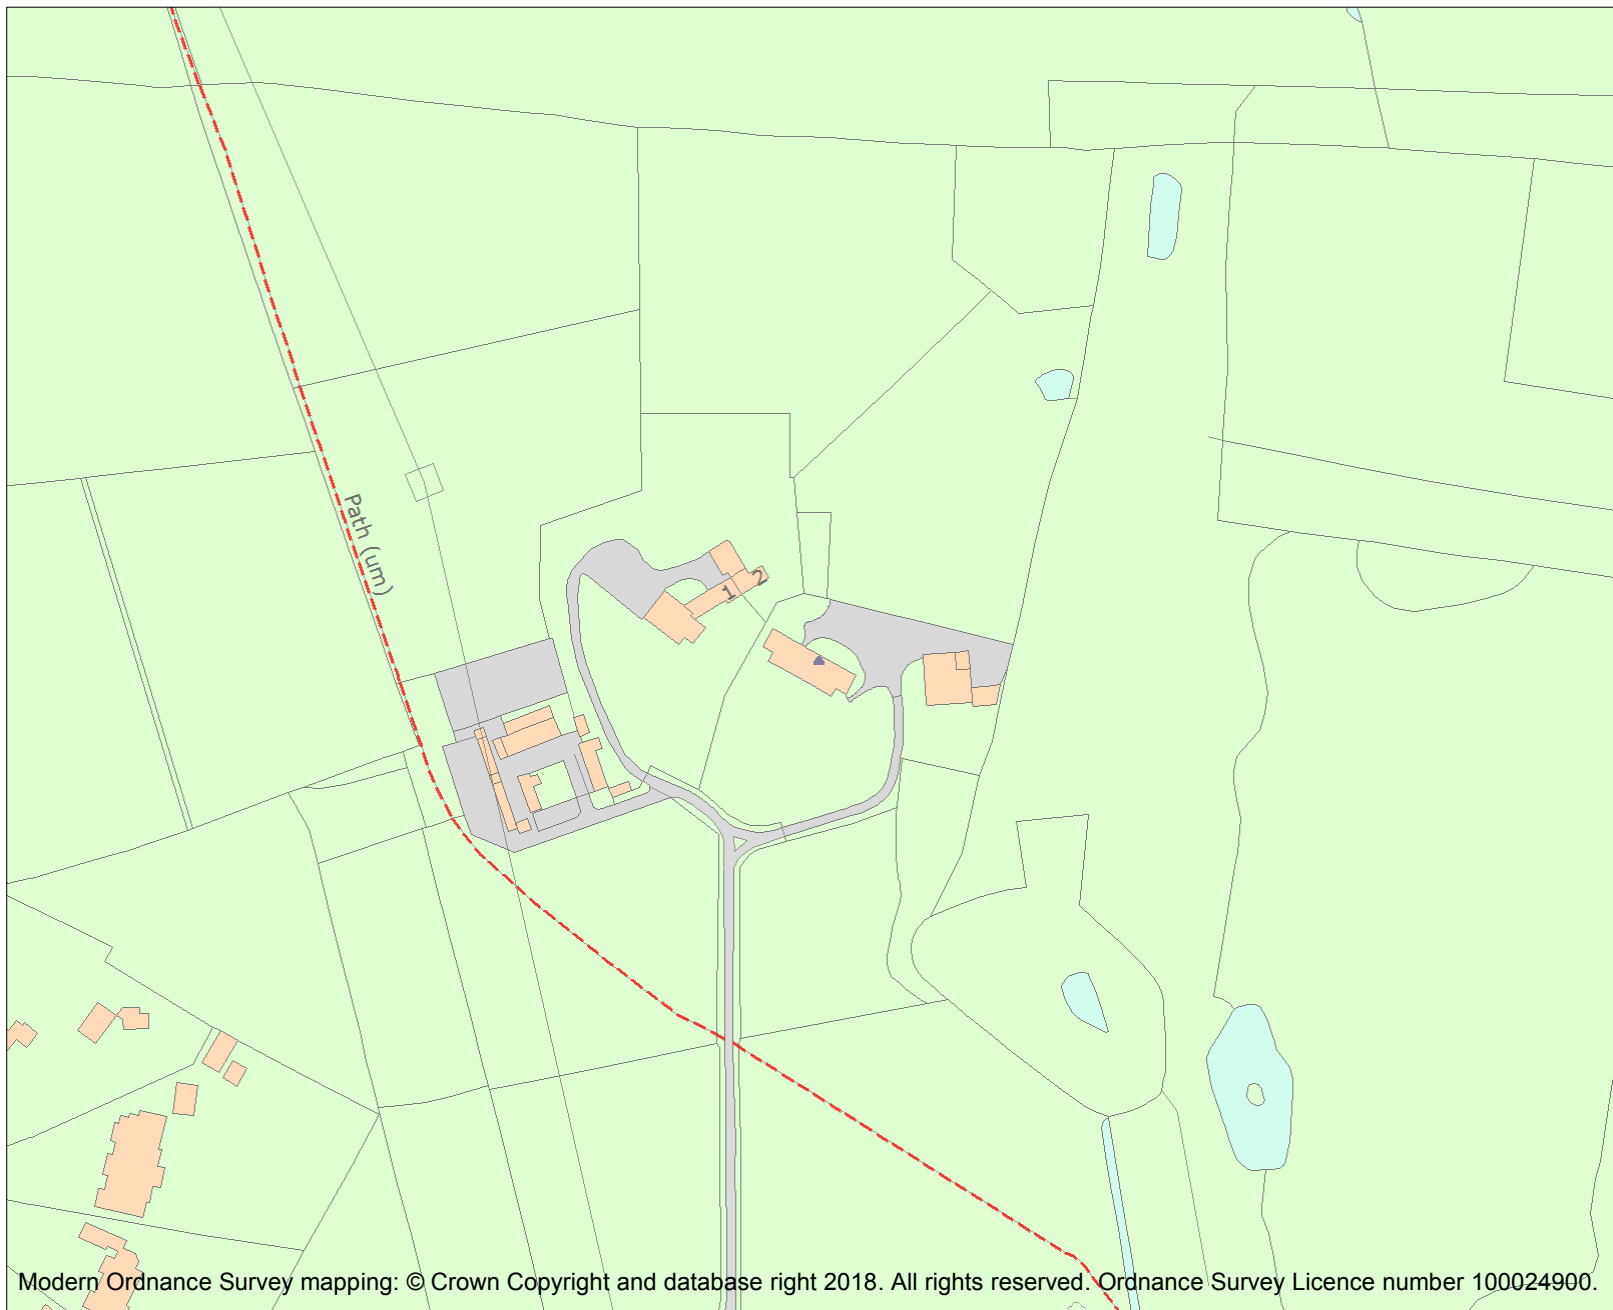 Path (um)
1
2
Modern Ordnance Survey mapping: © Crown Copyright and database right 2018. All rights reserved. Ordnance Survey Licence number 100024900.